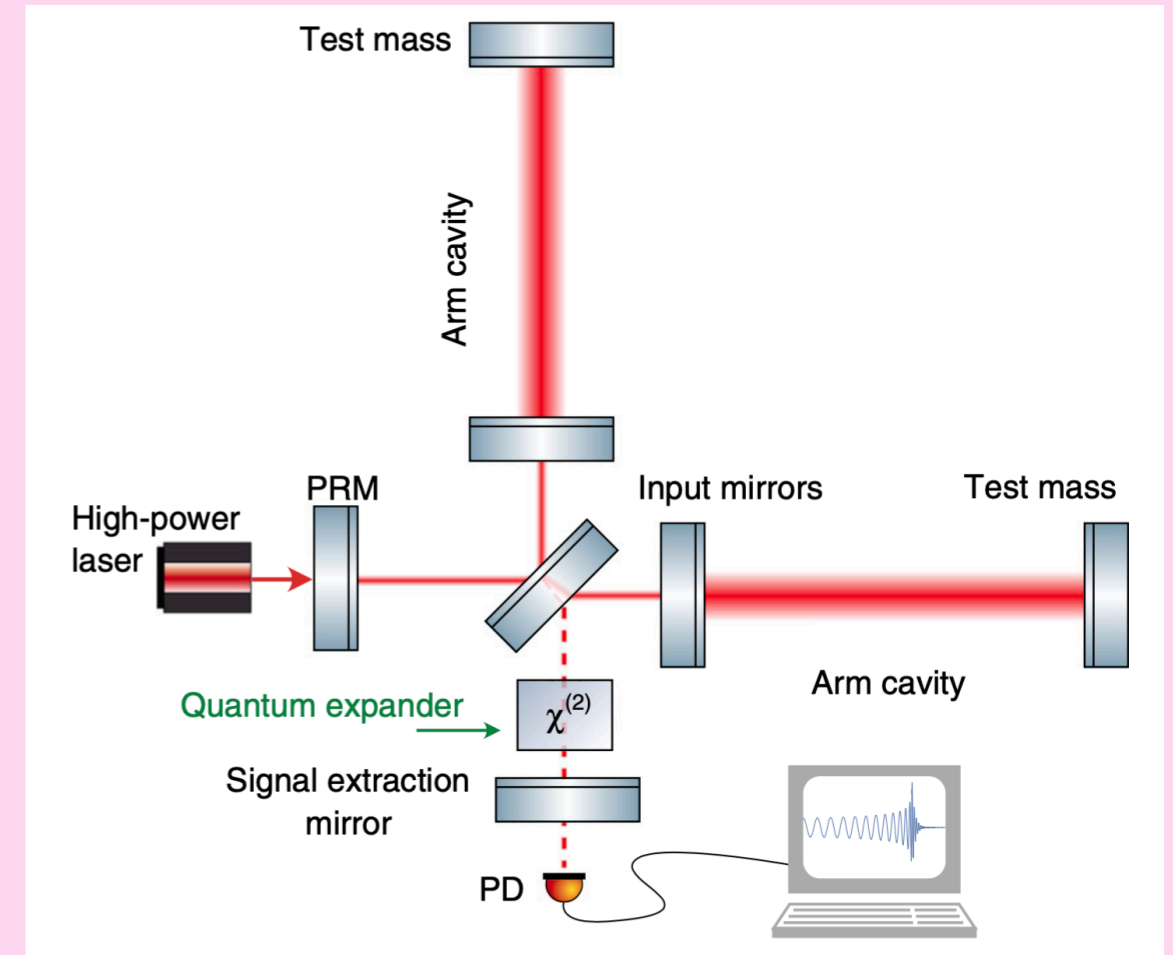 Test mass
Arm cavity
PRM
Input mirrors
Test mass
High-power
laser
Arm cavity
Quantum expander
χ(2)
Signal extraction
mirror
PD